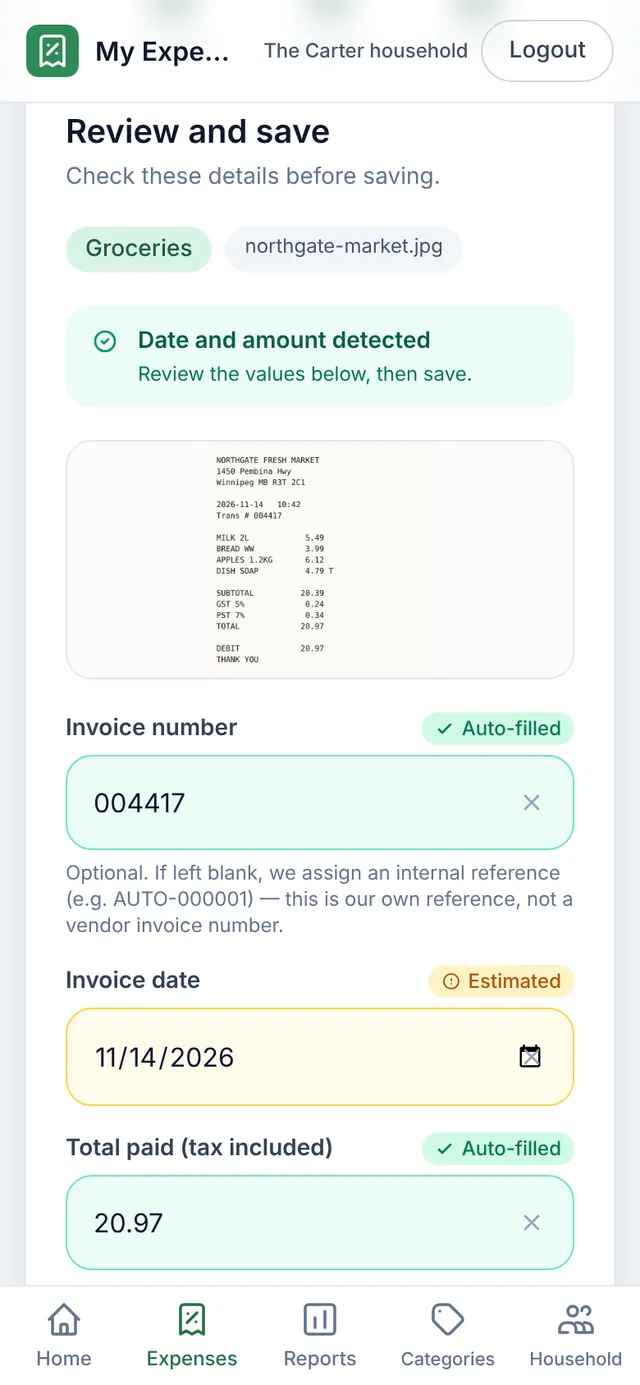 My Expe... The Carter household Logout
Review and save
Check these details before saving.
Groceries northgate-market.jpg
Date and amount detected
Review the values below, then save.
NORTHGATE FRESH MARKET
1450 Pembina Hwy
Winnipeg MB R3T 2C1
2026-11-14 10:42
Trans # 004417
MILK 2L 5.49
BREAD WW 3.99
APPLES 1.2KG 6.12
DISH SOAP 4.79 T
SUBTOTAL 20.39
GST 5% 0.24
PST 7% 0.34
TOTAL 20.97
DEBIT 20.97
THANK YOU
Invoice number Auto-filled
004417
Optional. If left blank, we assign an internal reference
(e.g. AUTO-000001) — this is our own reference, not a
vendor invoice number.
Invoice date Estimated
11/14/2026
Total paid (tax included) Auto-filled
20.97
Home Expenses Reports Categories Household